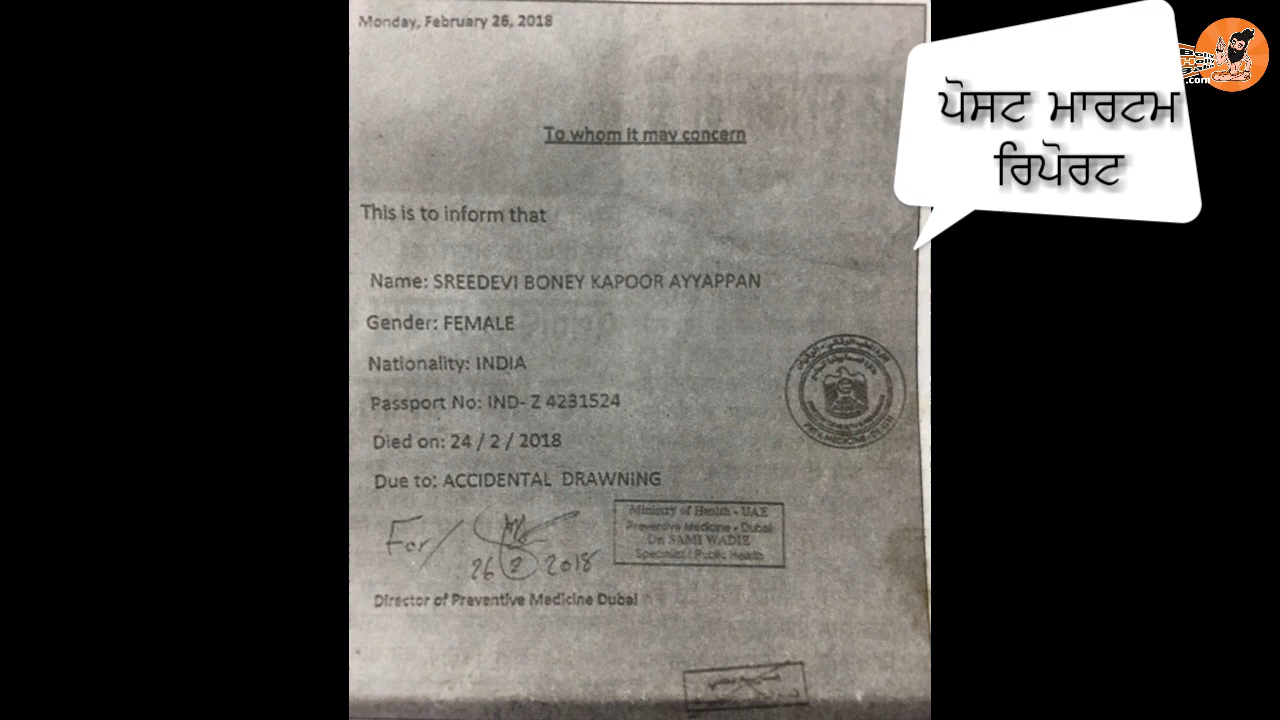 Monday, February 26, 2018
To whom it may concern
This is to inform that
Name: SREEDEVI BONEY KAPOOR AYYAPPAN
Gender: FEMALE
Nationality: INDIA
Passport No: IND- Z 4231524
Died on: 24 / 2 / 2018
Due to: ACCIDENTAL DRAWNING
For/
26 2 2018
Ministry of Health - UAE
Preventive Medicine - Dubai
Dr. SAMI WADIE
Specialist / Public Health
Director of Preventive Medicine Dubai
ਪੋਸਟ ਮਾਰਟਮ
ਰਿਪੋਰਟ